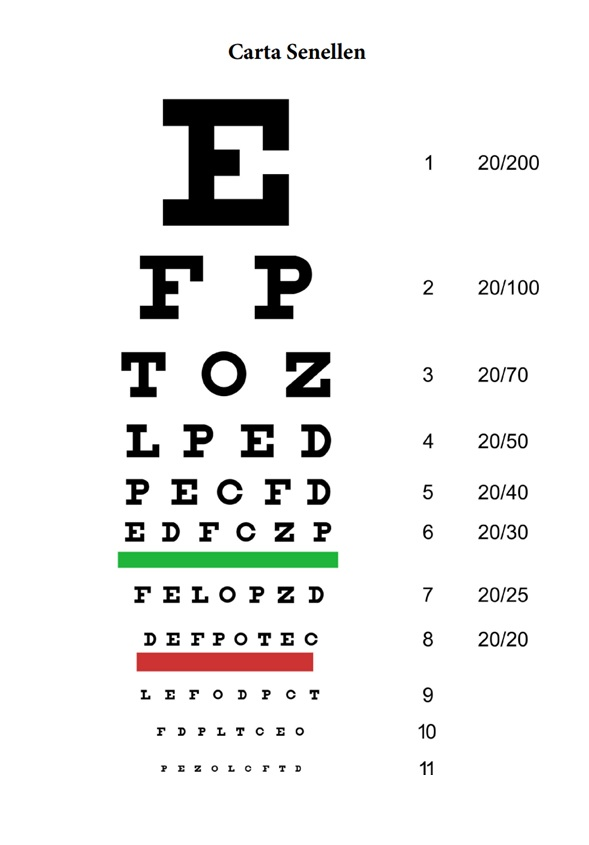 Carta Senellen
E 1 20/200
F P 2 20/100
T O Z 3 20/70
L P E D 4 20/50
P E C F D 5 20/40
E D F C Z P 6 20/30
F E L O P Z D 7 20/25
D E F P O T E C 8 20/20
L E F O D P C T 9
F D P L T C E O 10
P E Z O L C F T D 11